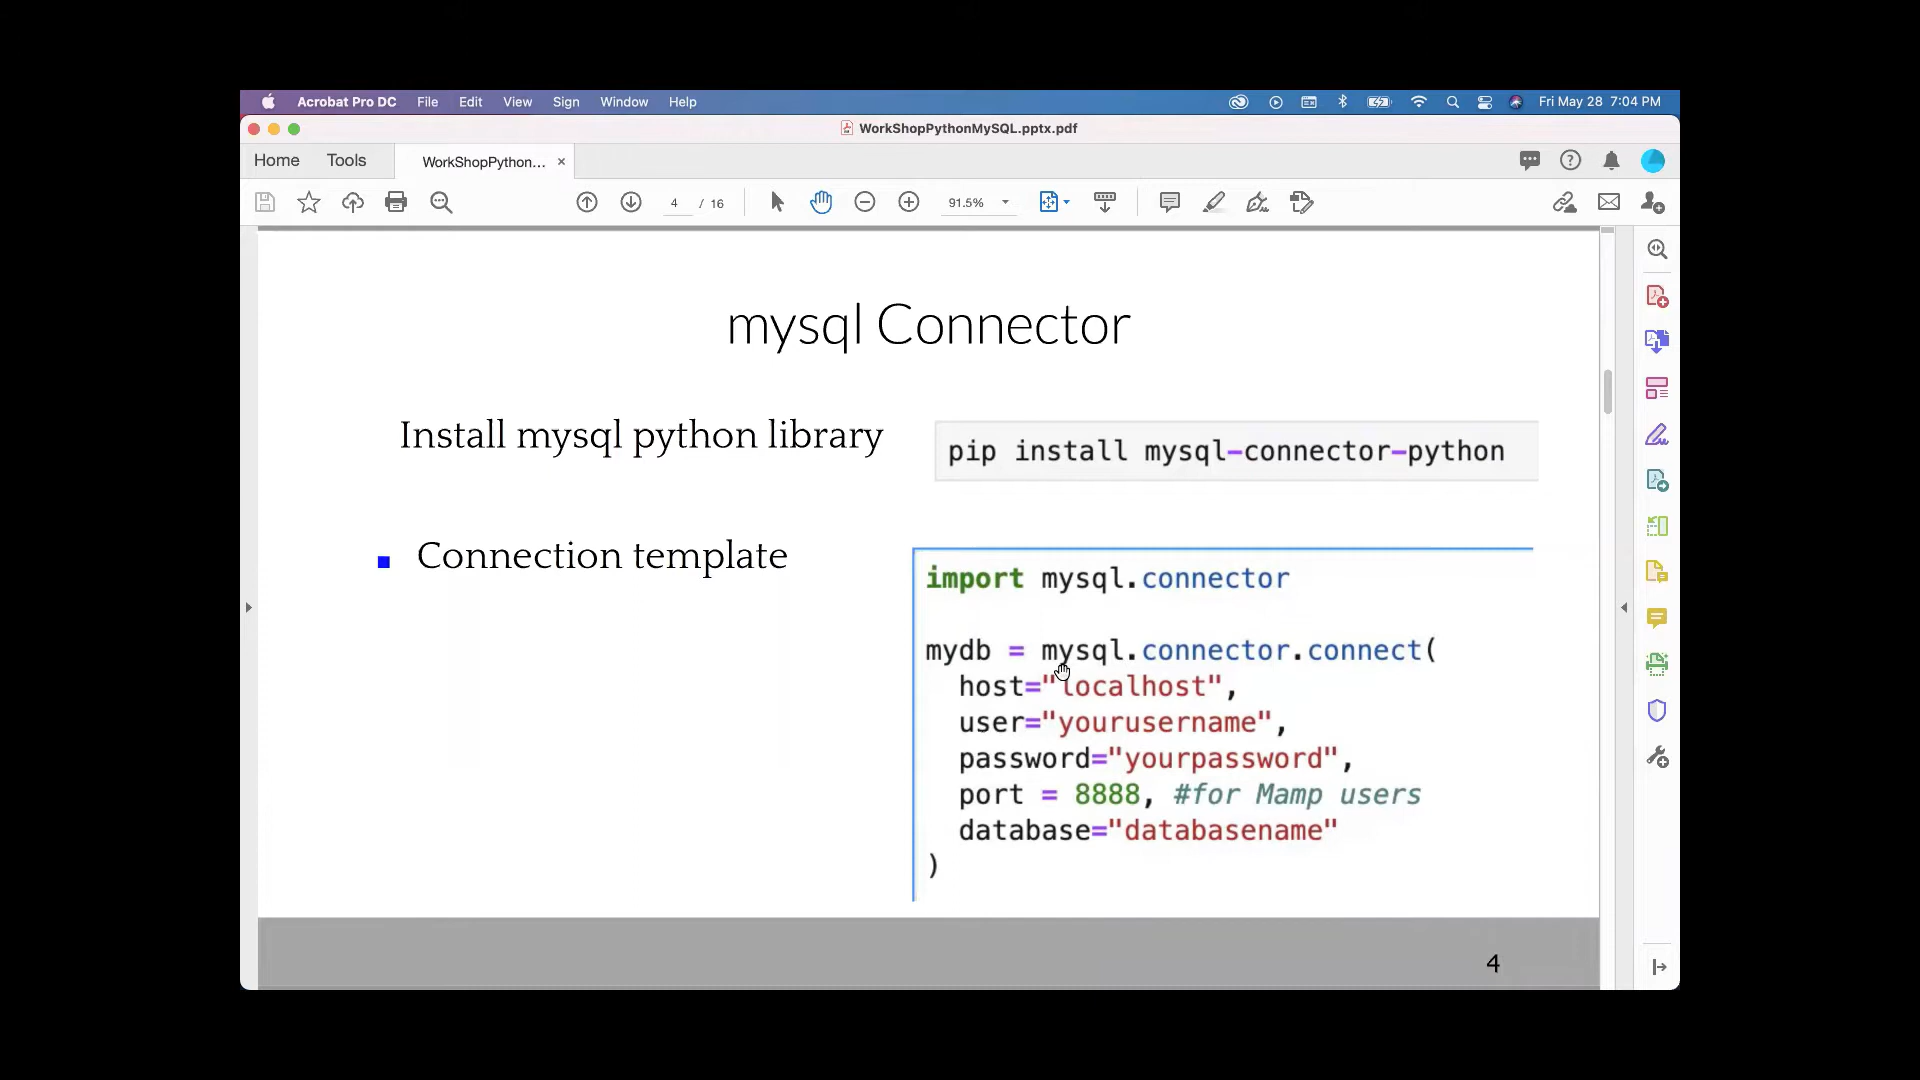 Acrobat Pro DC File Edit View Sign Window Help Fri May 28 7:04 PM
WorkShopPythonMySQL.pptx.pdf
Home Tools WorkShopPython... ×
4 / 16 91.5%
mysql Connector
Install mysql python library
pip install mysql-connector-python
Connection template
import mysql.connector
mydb = mysql.connector.connect(
host="localhost",
user="yourusername",
password="yourpassword",
port = 8888, #for Mamp users
database="databasename"
)
4